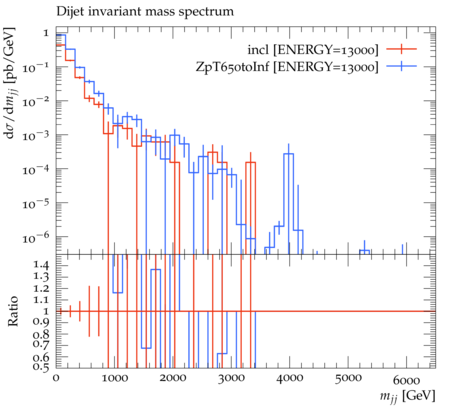 Dijet invariant mass spectrum
dσ/dm_jj [pb/GeV]
1
10^−1
10^−2
10^−3
10^−4
10^−5
10^−6
incl [ENERGY=13000]
ZpT650toInf [ENERGY=13000]
Ratio
1.4
1.3
1.2
1.1
1
0.9
0.8
0.7
0.6
0.5
0 1000 2000 3000 4000 5000 6000
m_jj [GeV]